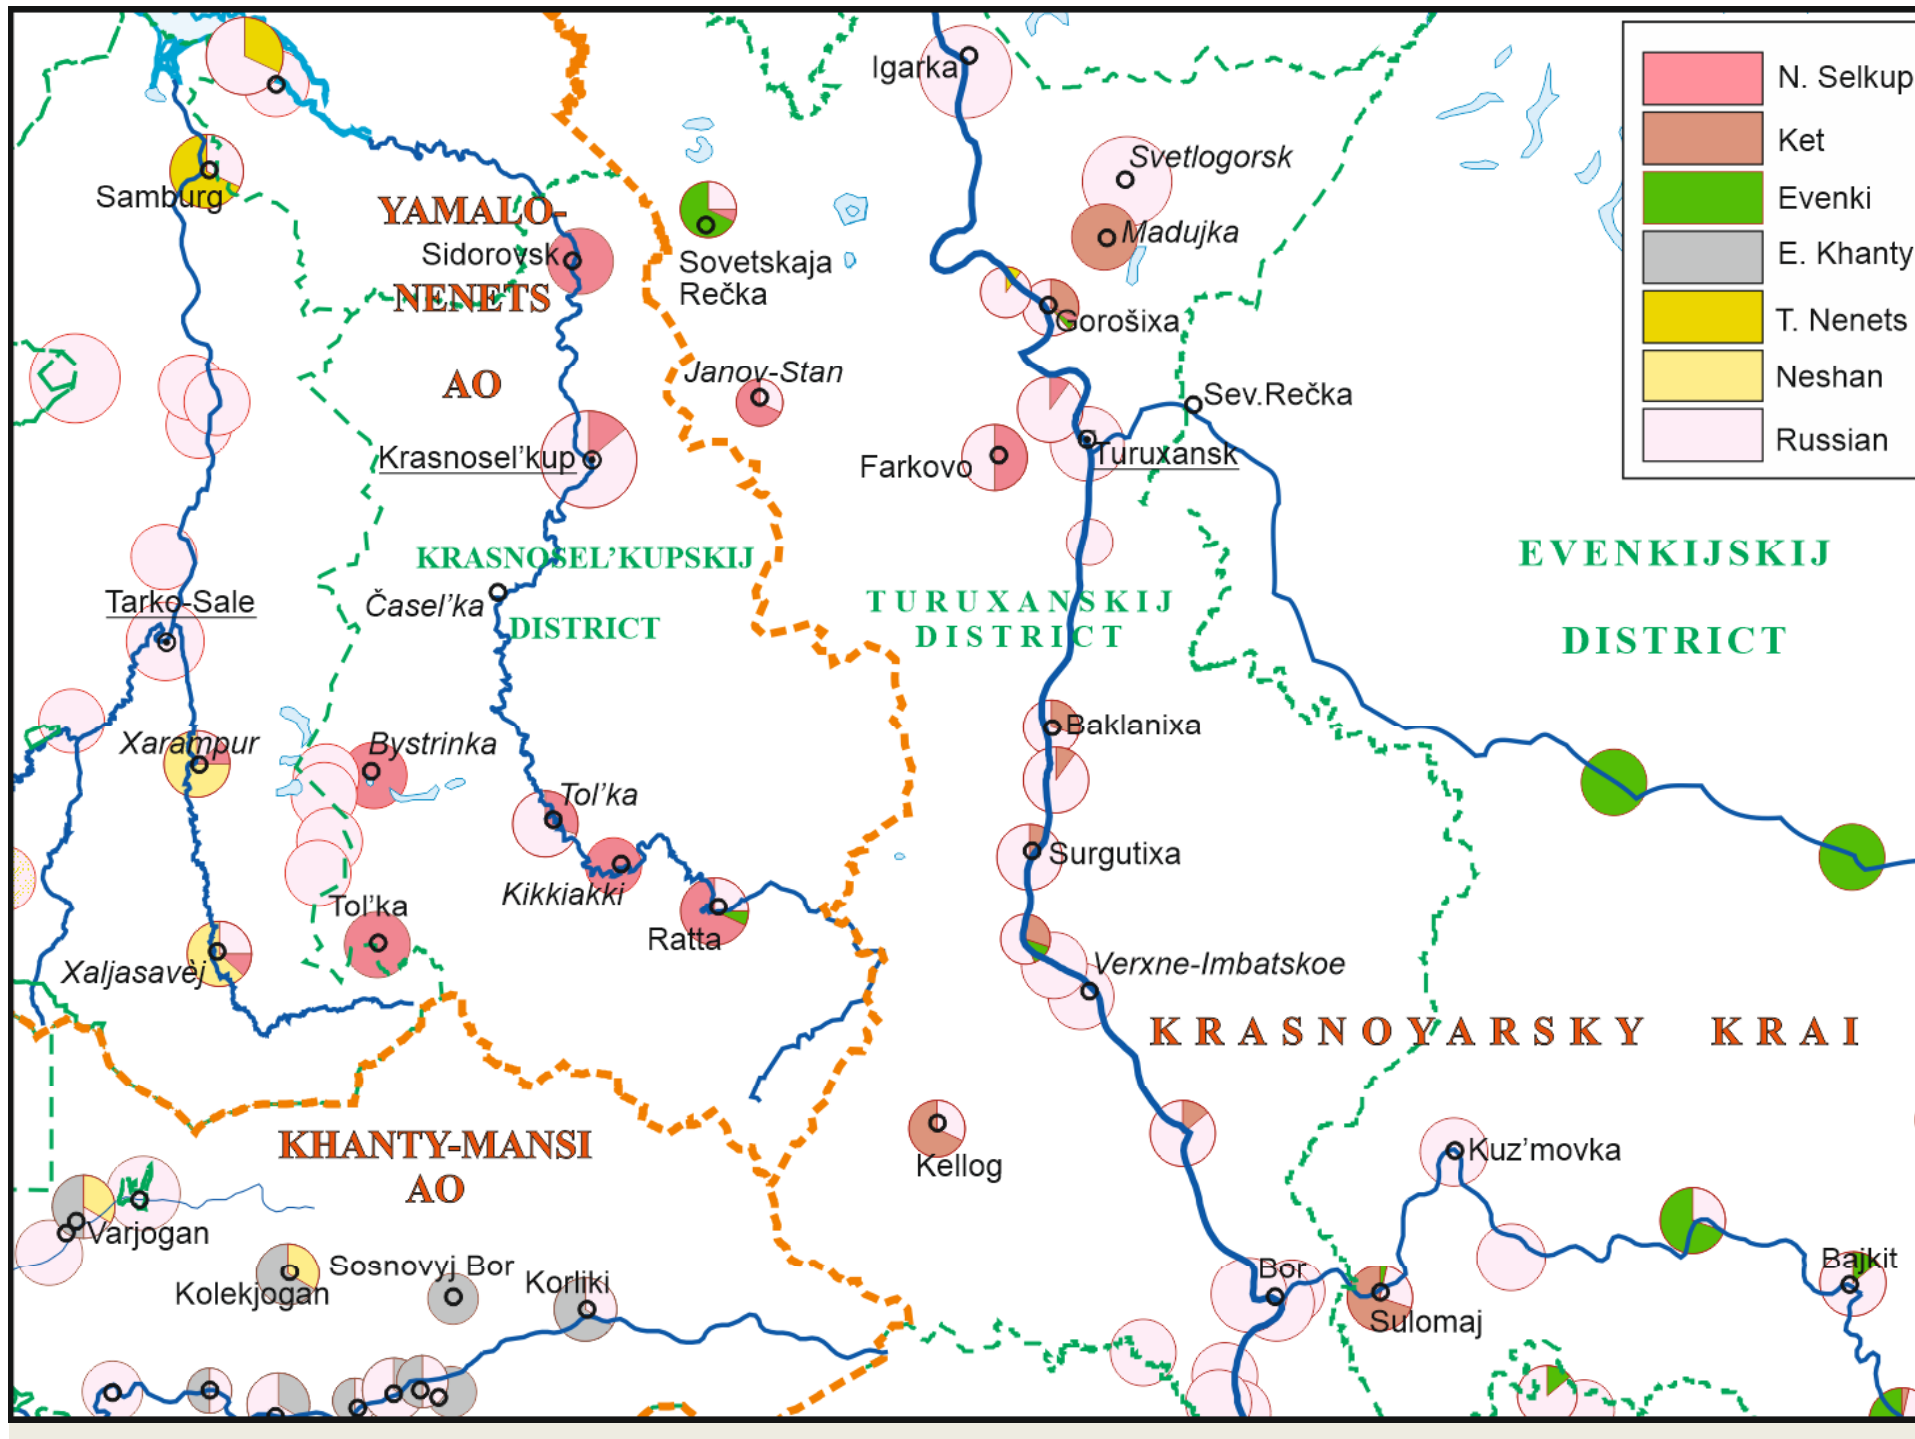 Igarka
N. Selkup
Svetlogorsk
Ket
Samburg
YAMALO-
Evenki
Madujka
Sidorovsk
Sovetskaja
Rečka
E. Khanty
NENETS
Gorošixa
T. Nenets
AO
Janov-Stan
Neshan
Sev.Rečka
Russian
Krasnosel’kup
Farkovo
Turuxansk
KRASNOSEL’KUPSKIJ
DISTRICT
EVENKIJSKIJ
DISTRICT
Tarko-Sale
Časel’ka
TURUXANSKIJ
DISTRICT
Xarampur
Bystrinka
Baklanixa
Tol’ka
Surgutixa
Kikkiakki
Tol’ka
Ratta
Xaljasavèj
Verxne-Imbatskoe
KRASNOYARSKY KRAI
KHANTY-MANSI
AO
Kellog
Kuz’movka
Varjogan
Kolekjogan
Sosnovyj Bor
Korliki
Bor
Bajkit
Sulomaj